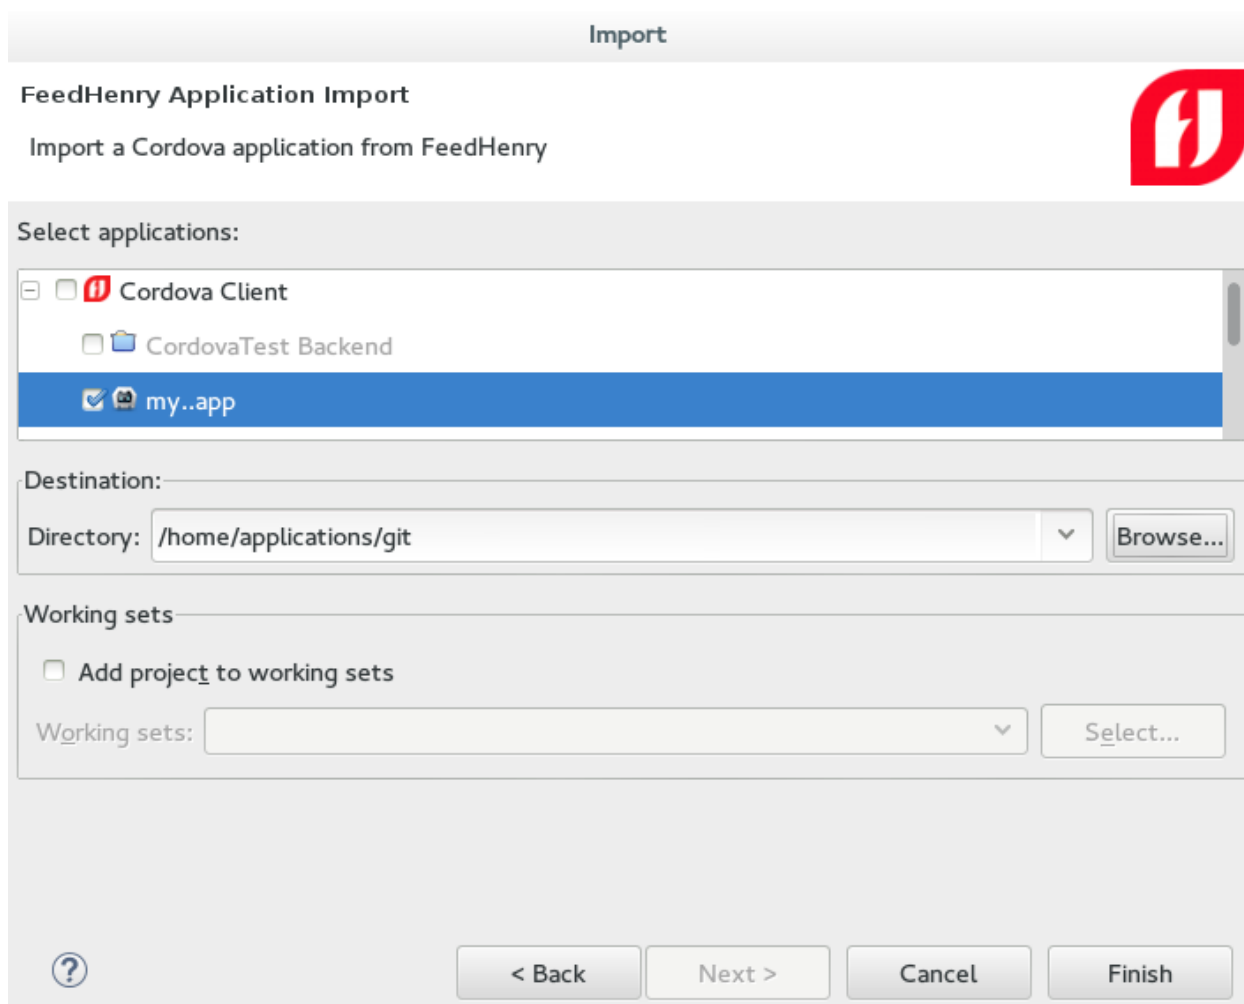 Import
FeedHenry Application Import
Import a Cordova application from FeedHenry
Select applications:
Cordova Client
CordovaTest Backend
my..app
Destination:
Directory: /home/applications/git Browse...
Working sets
Add project to working sets
Working sets: Select...
? < Back Next > Cancel Finish